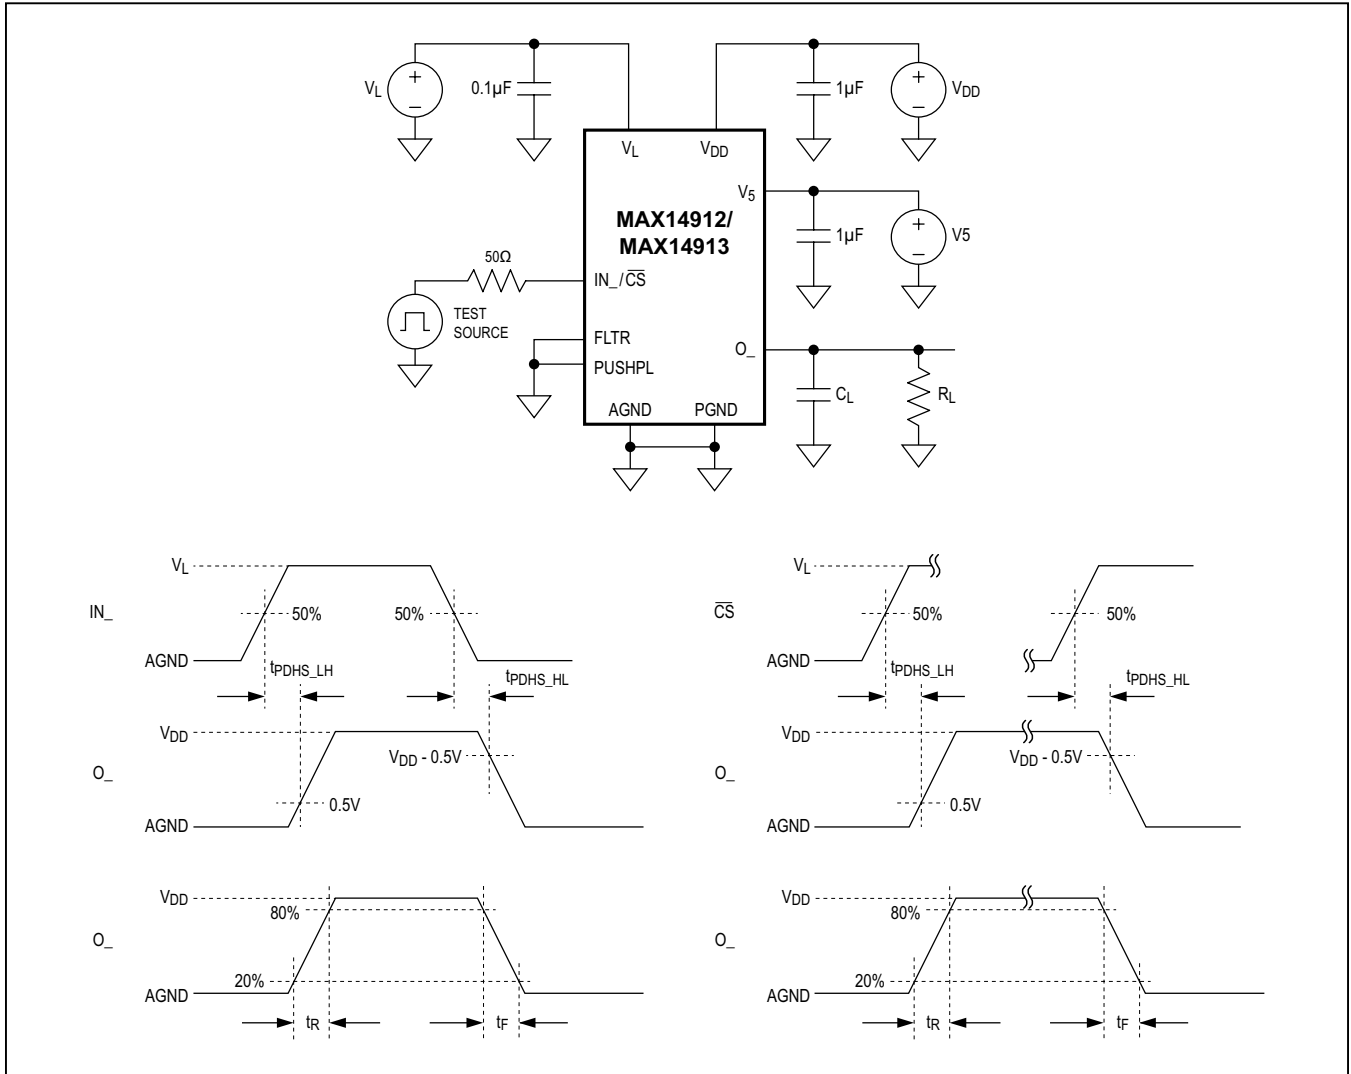 VL
0.1µF
1µF
VDD
VL
VDD
V5
MAX14912/
MAX14913
1µF
V5
50Ω
IN_/CS
TEST
SOURCE
FLTR
PUSHPL
O_
CL
RL
AGND
PGND
VL
IN_
50%
50%
AGND
tPDHS_LH
tPDHS_HL
VDD
VDD - 0.5V
O_
0.5V
AGND
VDD
80%
O_
20%
AGND
tR
tF
VL
CS
50%
50%
AGND
tPDHS_LH
tPDHS_HL
VDD
VDD - 0.5V
O_
0.5V
AGND
VDD
80%
O_
20%
AGND
tR
tF